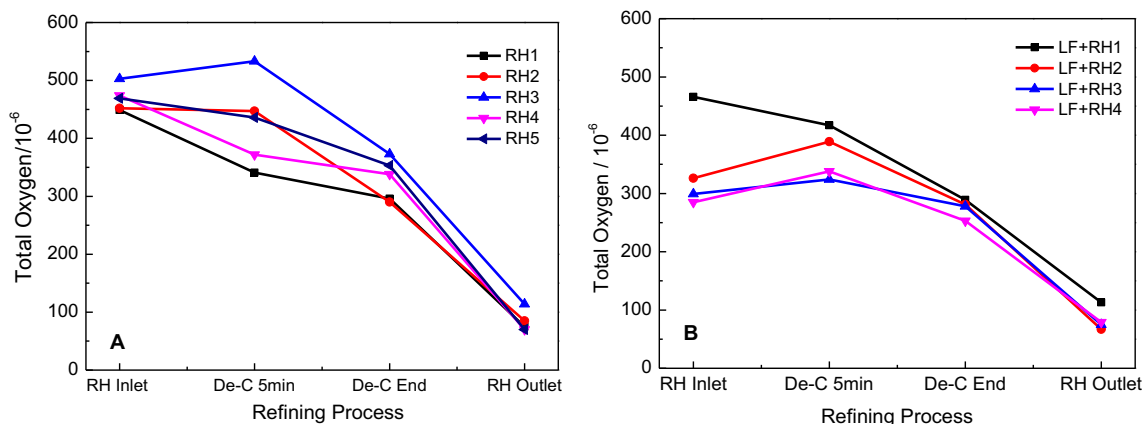 600
500
400
300
200
100
0
Total Oxygen/10-6
RH1
RH2
RH3
RH4
RH5
A
RH Inlet De-C 5min De-C End RH Outlet
Refining Process
600
500
400
300
200
100
0
Total Oxygen / 10-6
LF+RH1
LF+RH2
LF+RH3
LF+RH4
B
RH Inlet De-C 5min De-C End RH Outlet
Refining Process